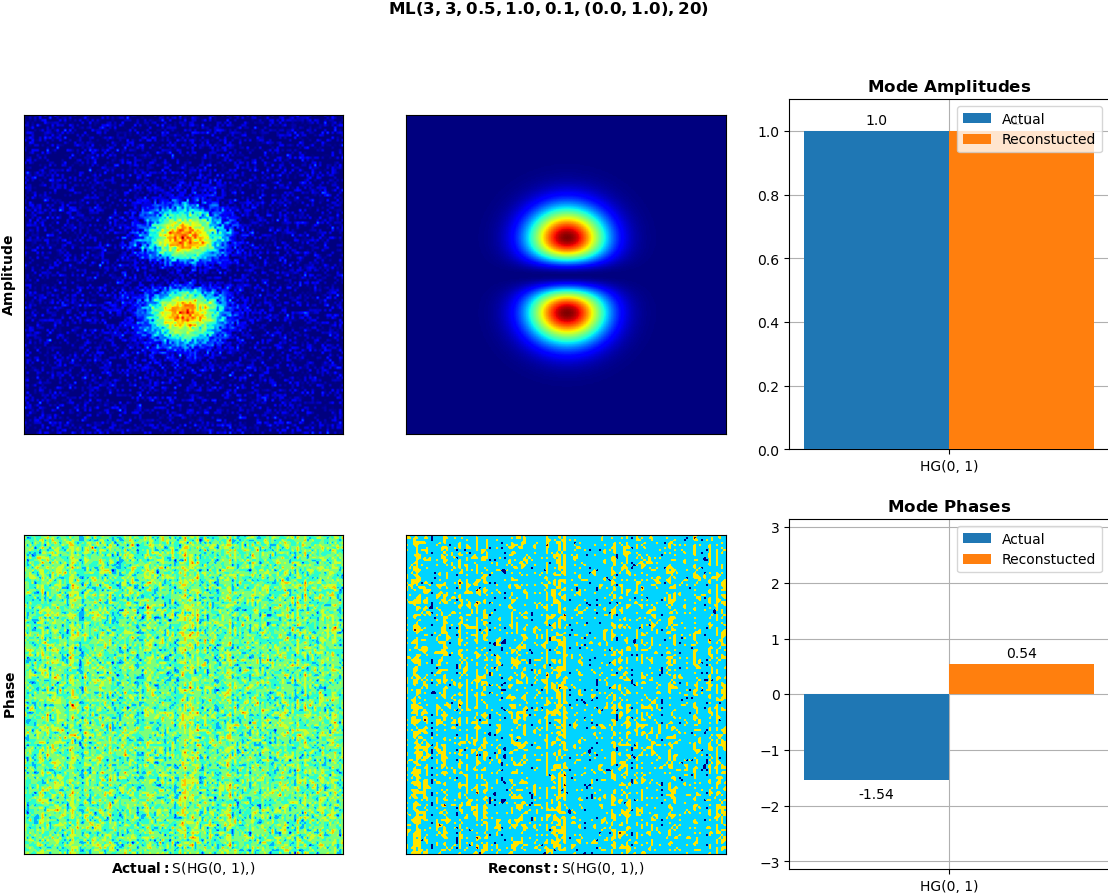 ML(3, 3, 0.5, 1.0, 0.1, (0.0, 1.0), 20)
Amplitude
Mode Amplitudes
1.0
Actual
Reconstucted
1.0
0.8
0.6
0.4
0.2
0.0
HG(0, 1)
Phase
Actual: S(HG(0, 1),)
Reconst: S(HG(0, 1),)
Mode Phases
Actual
Reconstucted
3
2
1
0
−1
−2
−3
0.54
-1.54
HG(0, 1)